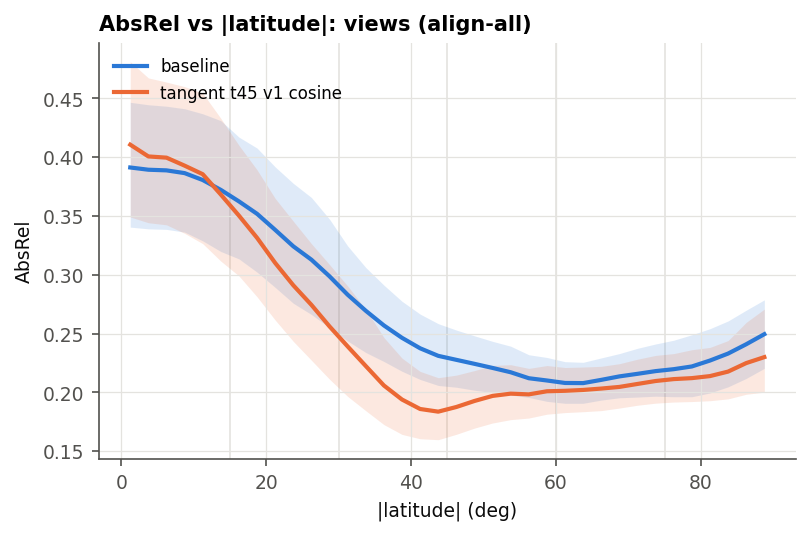 AbsRel vs |latitude|: views (align-all)
baseline
tangent t45 v1 cosine
0.45
0.40
0.35
0.30
0.25
0.20
0.15
AbsRel
0 20 40 60 80
|latitude| (deg)